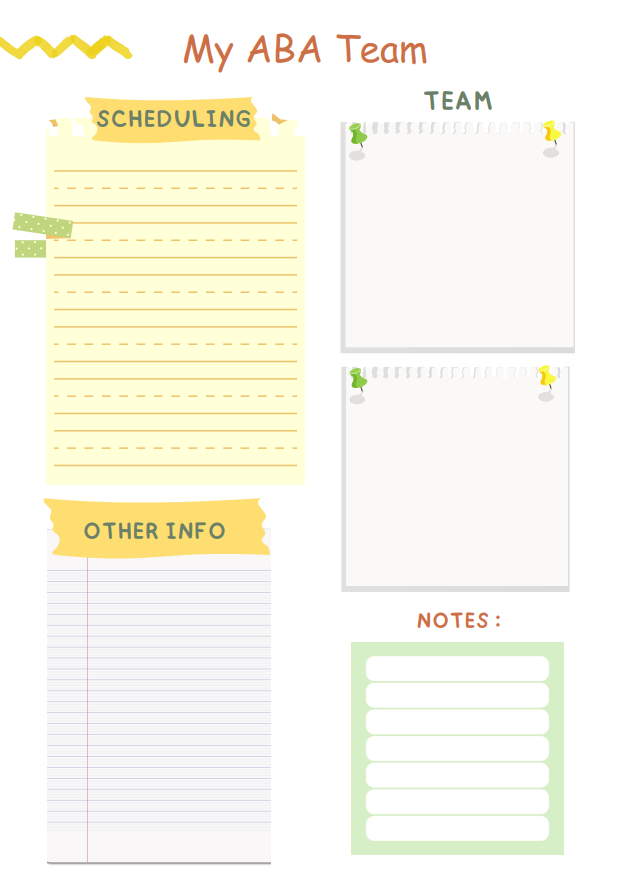 My ABA Team
SCHEDULING
TEAM
OTHER INFO
NOTES :